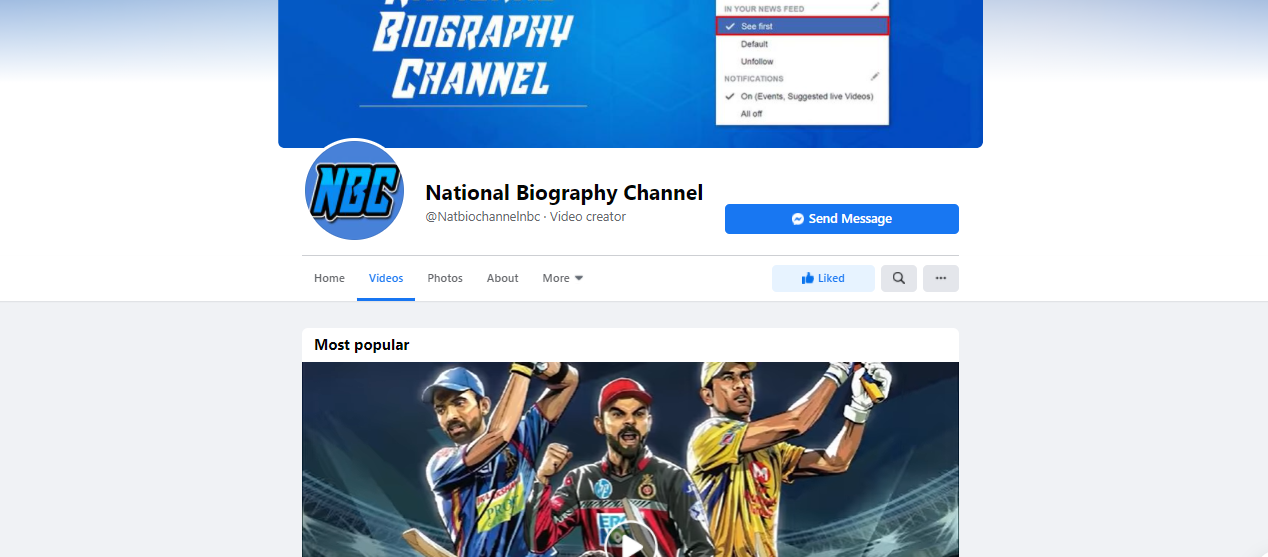 NATIONAL
BIOGRAPHY
CHANNEL
IN YOUR NEWS FEED
See first
Default
Unfollow
NOTIFICATIONS
On (Events, Suggested live Videos)
All off
NBC
National Biography Channel
@Natbiochannelnbc · Video creator
Send Message
Home
Videos
Photos
About
More
Liked
Most popular